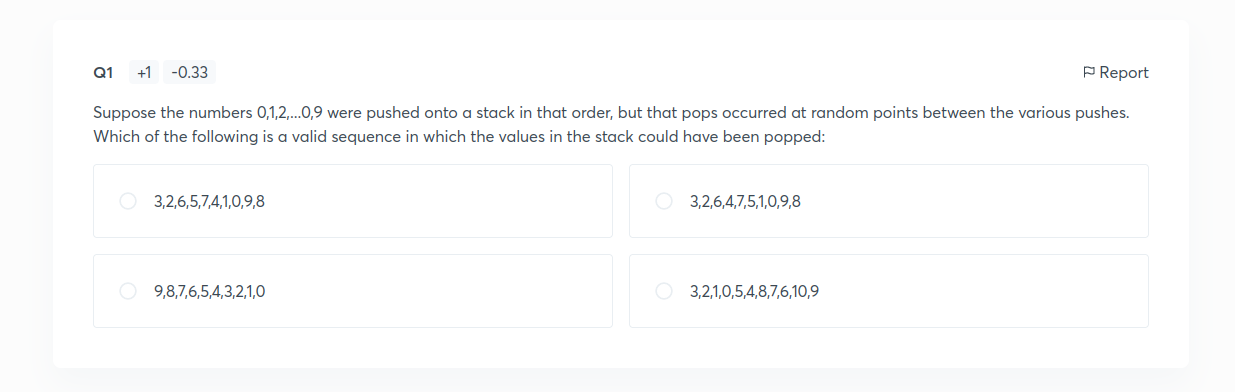 Q1 +1 -0.33 Report
Suppose the numbers 0,1,2,...0,9 were pushed onto a stack in that order, but that pops occurred at random points between the various pushes.
Which of the following is a valid sequence in which the values in the stack could have been popped:
3,2,6,5,7,4,1,0,9,8
3,2,6,4,7,5,1,0,9,8
9,8,7,6,5,4,3,2,1,0
3,2,1,0,5,4,8,7,6,10,9